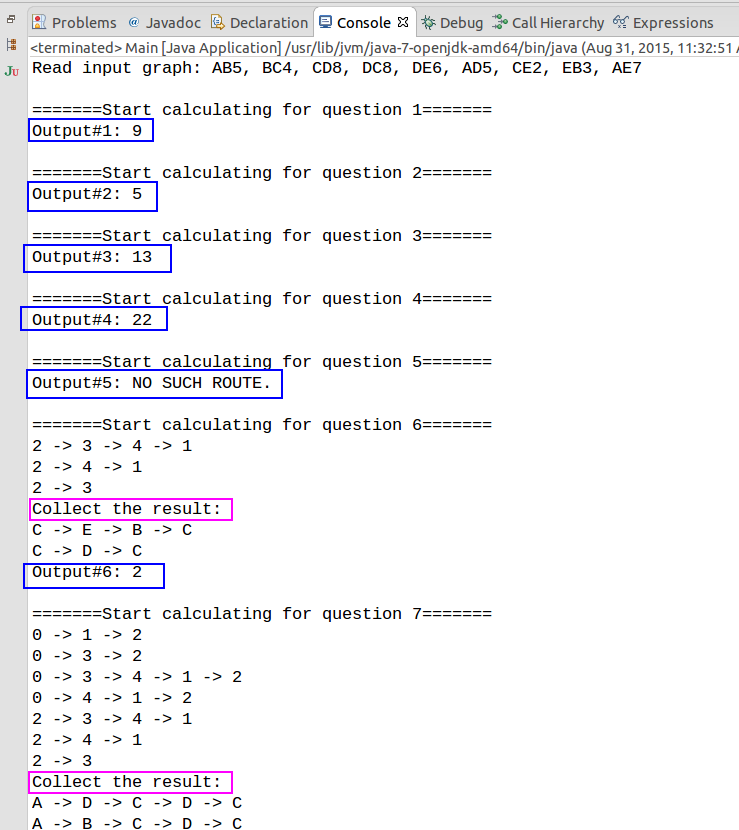 Problems @ Javadoc Declaration Console Debug Call Hierarchy Expressions
<terminated> Main [Java Application] /usr/lib/jvm/java-7-openjdk-amd64/bin/java (Aug 31, 2015, 11:32:51 A
Ju
Read input graph: AB5, BC4, CD8, DC8, DE6, AD5, CE2, EB3, AE7
=======Start calculating for question 1=======
Output#1: 9
=======Start calculating for question 2=======
Output#2: 5
=======Start calculating for question 3=======
Output#3: 13
=======Start calculating for question 4=======
Output#4: 22
=======Start calculating for question 5=======
Output#5: NO SUCH ROUTE.
=======Start calculating for question 6=======
2 -> 3 -> 4 -> 1
2 -> 4 -> 1
2 -> 3
Collect the result:
C -> E -> B -> C
C -> D -> C
Output#6: 2
=======Start calculating for question 7=======
0 -> 1 -> 2
0 -> 3 -> 2
0 -> 3 -> 4 -> 1 -> 2
0 -> 4 -> 1 -> 2
2 -> 3 -> 4 -> 1
2 -> 4 -> 1
2 -> 3
Collect the result:
A -> D -> C -> D -> C
A -> B -> C -> D -> C